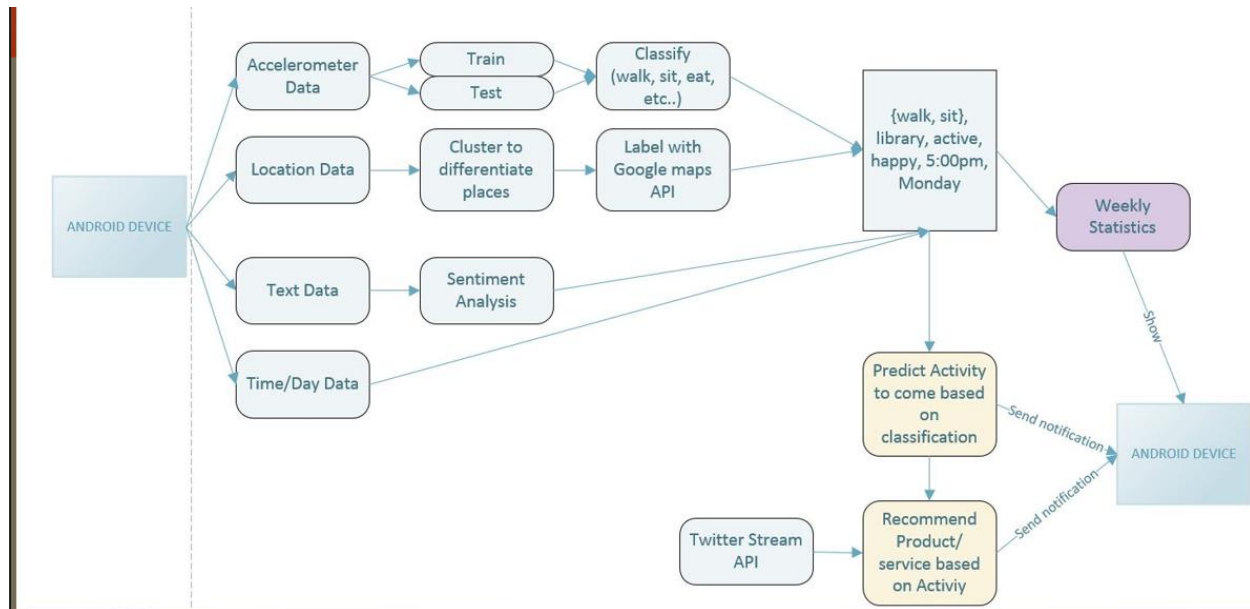 Accelerometer
Data
Train
Test
Classify
(walk, sit, eat,
etc..)
{walk, sit},
library, active,
happy, 5:00pm,
Monday
Location Data
Cluster to
differentiate
places
Label with
Google maps
API
ANDROID DEVICE
Weekly
Statistics
Text Data
Sentiment
Analysis
Show
Time/Day Data
Predict Activity
to come based
on
classification
Send notification
ANDROID DEVICE
Send notification
Twitter Stream
API
Recommend
Product/
service based
on Activiy